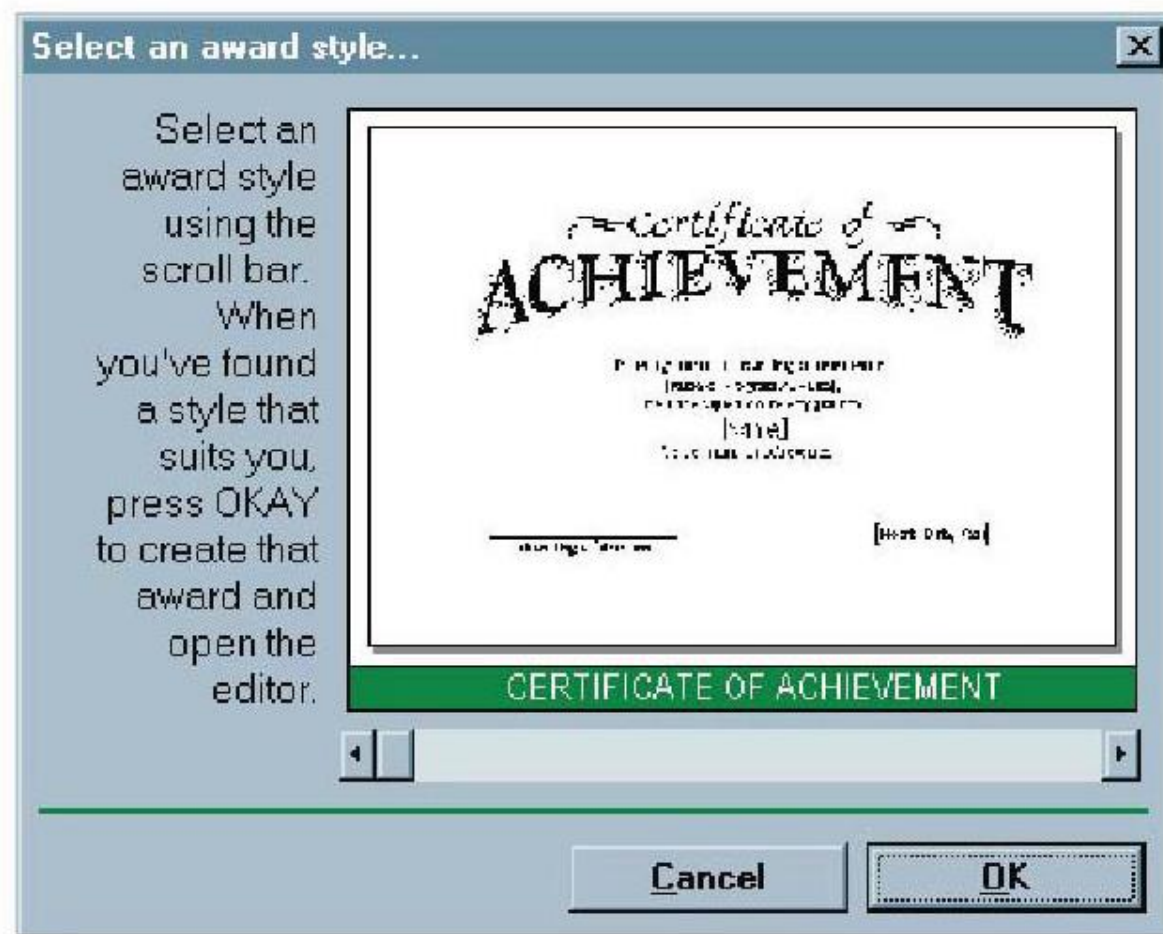 Select an award style...
Select an
award style
using the
scroll bar.
When
you've found
a style that
suits you,
press OKAY
to create that
award and
open the
editor.
Certificate of
ACHIEVEMENT
[Name]
CERTIFICATE OF ACHIEVEMENT
Cancel
OK